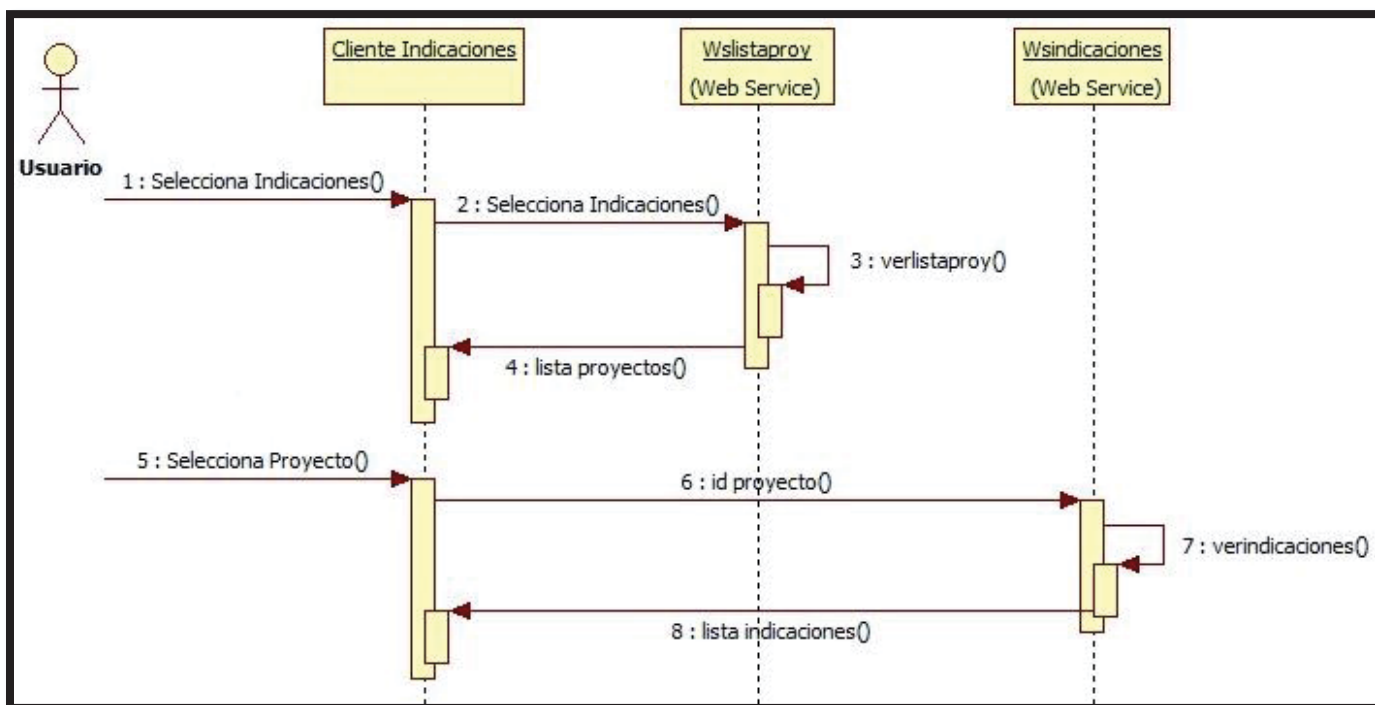 Cliente Indicaciones
Wslistaproy
(Web Service)
Wsindicaciones
(Web Service)
Usuario
1 : Selecciona Indicaciones()
2 : Selecciona Indicaciones()
3 : verlistaproy()
4 : lista proyectos()
5 : Selecciona Proyecto()
6 : id proyecto()
7 : verindicaciones()
8 : lista indicaciones()